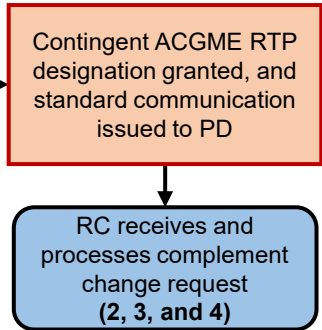 Contingent ACGME RTP
designation granted, and
standard communication
issued to PD
RC receives and
processes complement
change request
(2, 3, and 4)